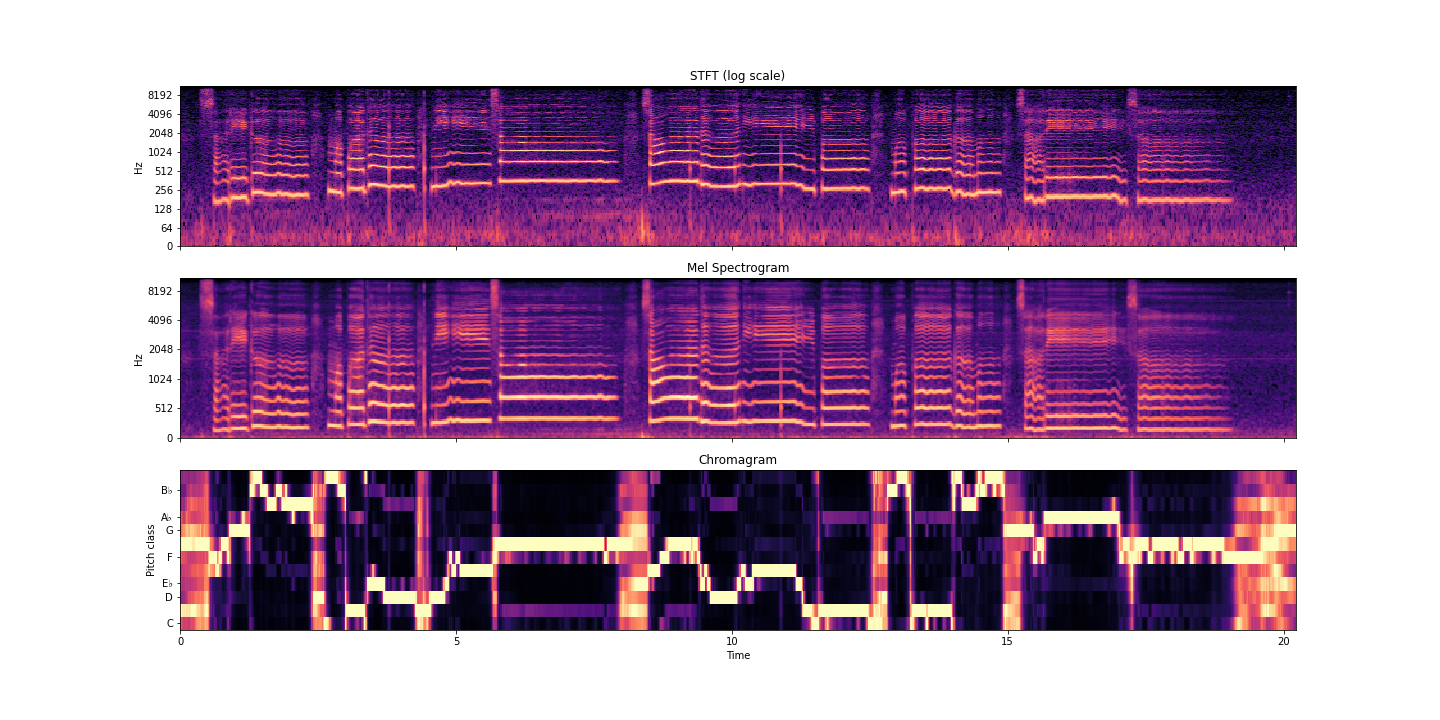 STFT (log scale)
8192
4096
2048
1024
512
256
128
64
0
Hz
Mel Spectrogram
8192
4096
2048
1024
512
0
Hz
Chromagram
B♭
A♭
G
F
E♭
D
C
Pitch class
0 5 10 15 20
Time